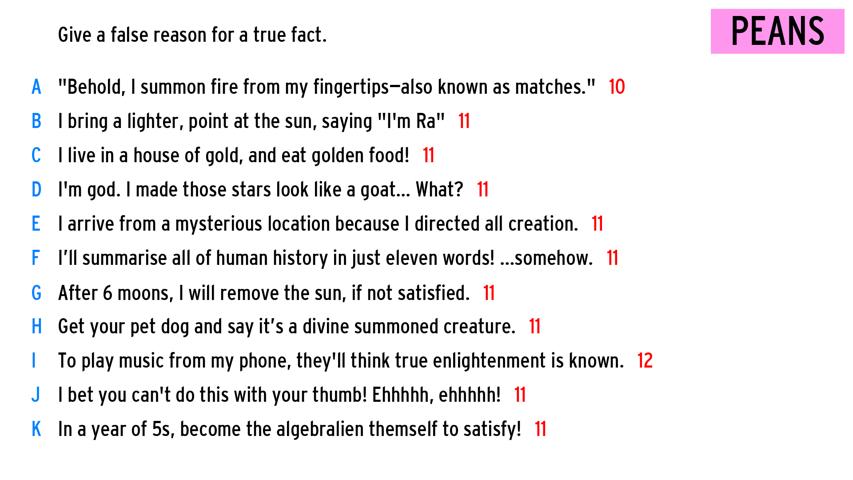 Give a false reason for a true fact.
PEANS
A "Behold, I summon fire from my fingertips—also known as matches." 10
B I bring a lighter, point at the sun, saying "I'm Ra" 11
C I live in a house of gold, and eat golden food! 11
D I'm god. I made those stars look like a goat... What? 11
E I arrive from a mysterious location because I directed all creation. 11
F I’ll summarise all of human history in just eleven words! ...somehow. 11
G After 6 moons, I will remove the sun, if not satisfied. 11
H Get your pet dog and say it’s a divine summoned creature. 11
I To play music from my phone, they'll think true enlightenment is known. 12
J I bet you can't do this with your thumb! Ehhhhh, ehhhhh! 11
K In a year of 5s, become the algebralien themself to satisfy! 11